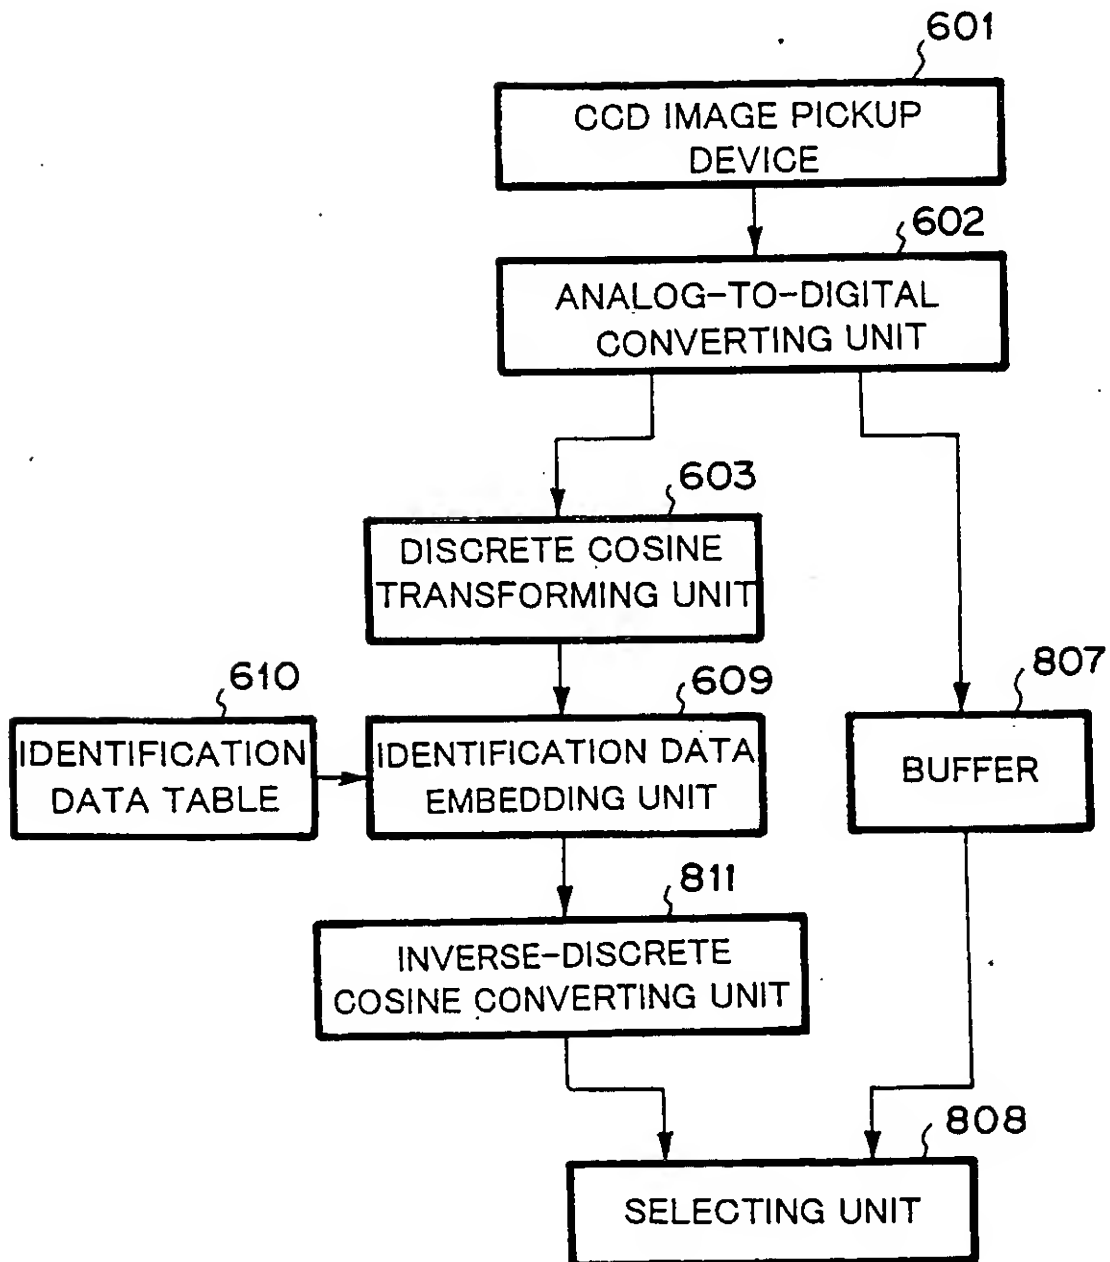 601
CCD IMAGE PICKUP
DEVICE
602
ANALOG-TO-DIGITAL
CONVERTING UNIT
603
DISCRETE COSINE
TRANSFORMING UNIT
610
IDENTIFICATION
DATA TABLE
609
IDENTIFICATION DATA
EMBEDDING UNIT
807
BUFFER
811
INVERSE-DISCRETE
COSINE CONVERTING UNIT
808
SELECTING UNIT